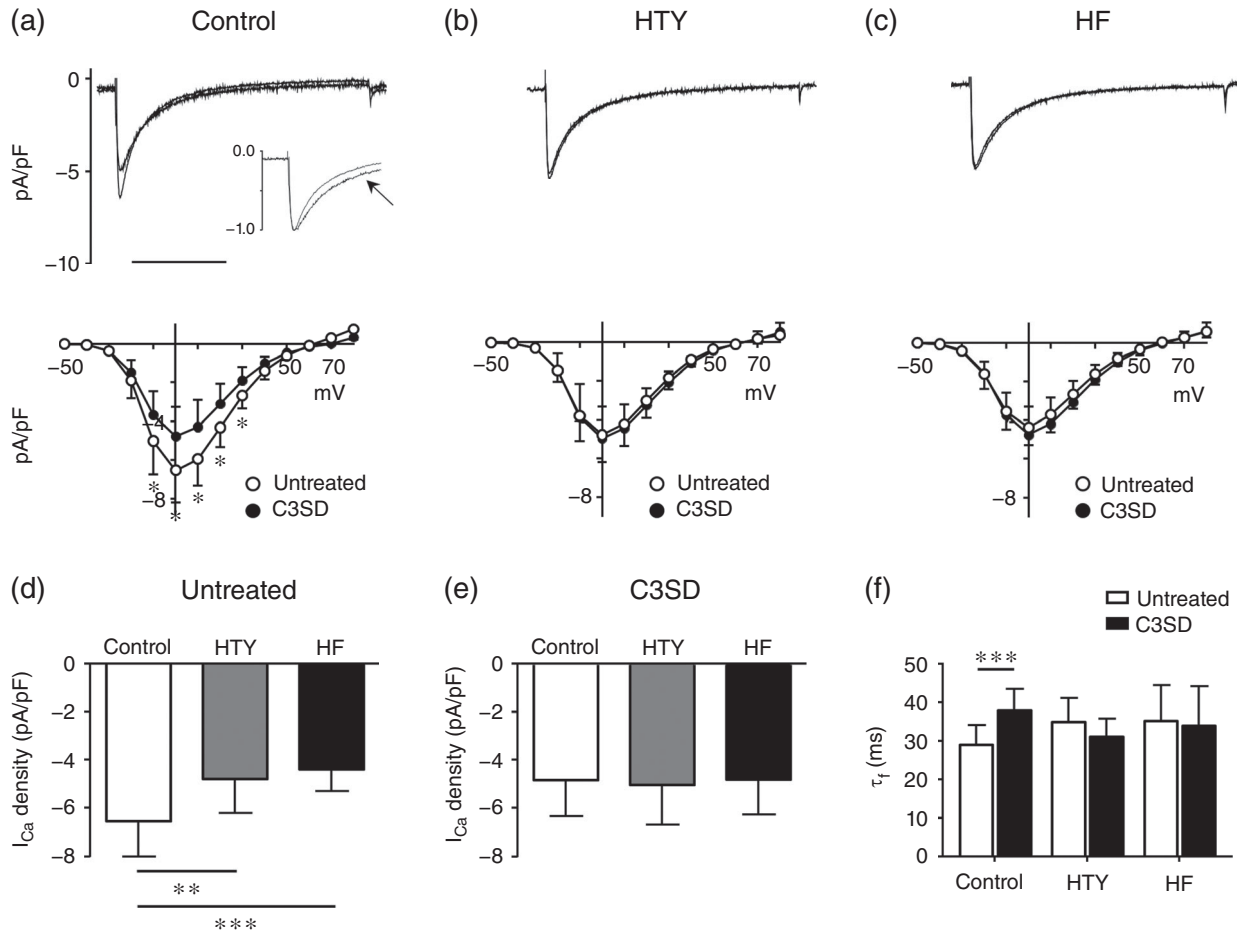 (a) Control
(b) HTY
(c) HF
pA/pF
0
−5
−10
0.0
−1.0
pA/pF
−50 50 70
mV
−4
−8
* * * * *
Untreated
C3SD
−50 50 70
mV
−8
Untreated
C3SD
−50 50 70
mV
−8
Untreated
C3SD
(d) Untreated
Control HTY HF
I_Ca density (pA/pF)
0
−2
−4
−6
−8
**
***
(e) C3SD
Control HTY HF
I_Ca density (pA/pF)
0
−2
−4
−6
−8
(f)
Untreated
C3SD
τ_f (ms)
50
40
30
20
10
0
***
Control HTY HF